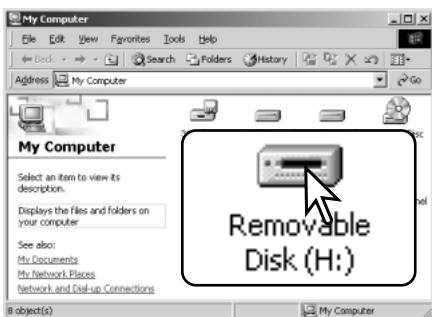 My Computer
File Edit View Favorites Tools Help
Back Search Folders History
Address My Computer Go
My Computer
Select an item to view its
description.
Displays the files and folders on
your computer
See also:
My Documents
My Network Places
Network and Dial-up Connections
Removable
Disk (H:)
8 object(s) My Computer